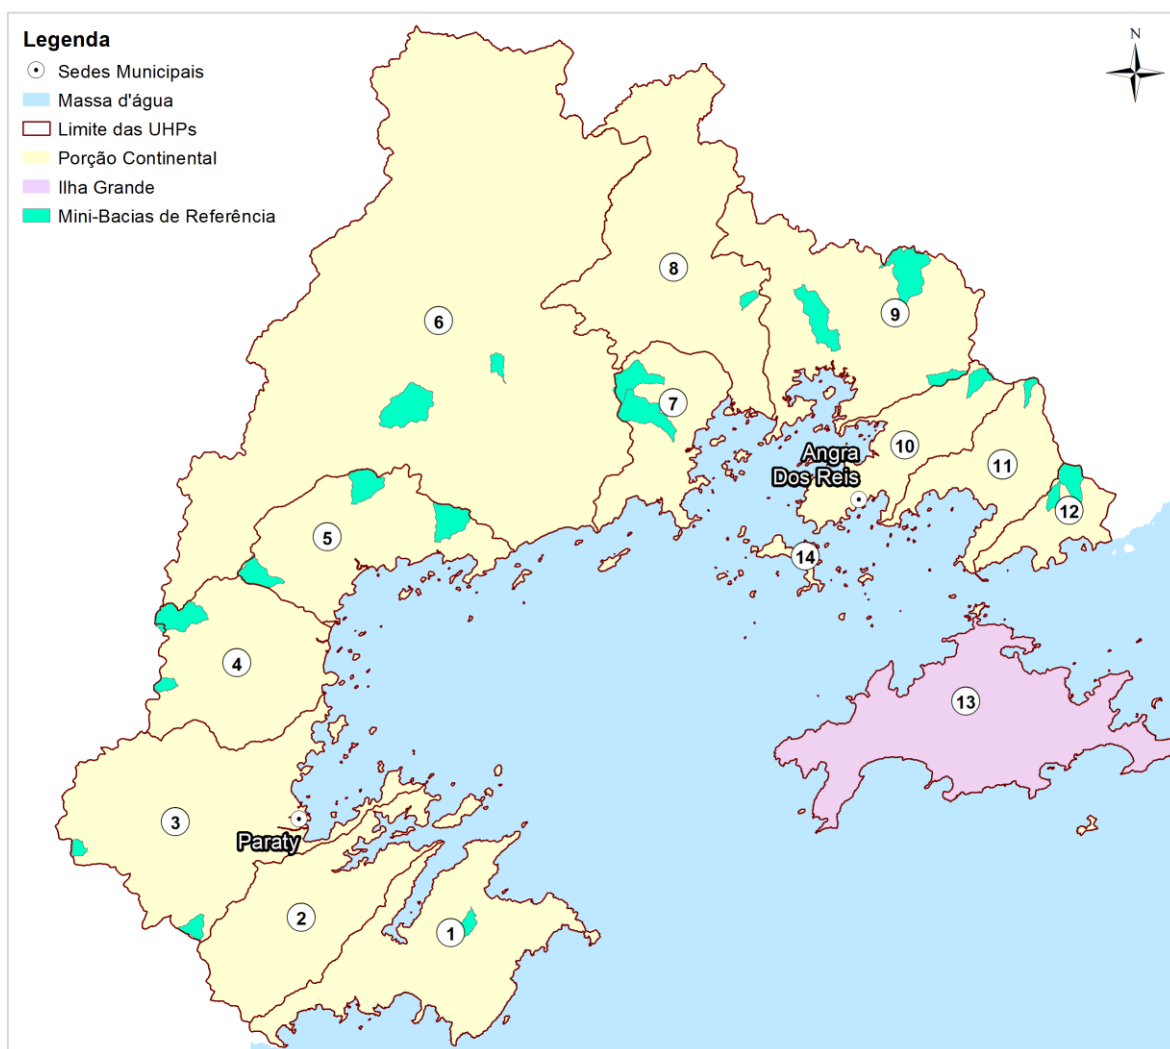 Legenda
Sedes Municipais
Massa d'água
Limite das UHPs
Porção Continental
Ilha Grande
Mini-Bacias de Referência
N
8
9
6
7
10
Angra
Dos Reis
11
12
5
14
4
13
3
Paraty
2
1